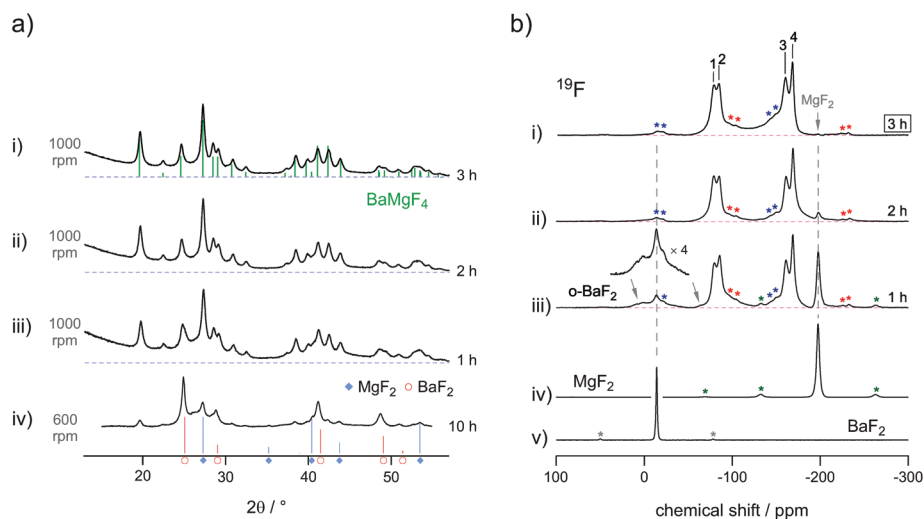 a)
i)
1000
rpm
3 h
BaMgF4
ii)
1000
rpm
2 h
iii)
1000
rpm
1 h
MgF2
BaF2
iv)
600
rpm
10 h
20
30
40
50
2θ / °
b)
19F
1
2
3
4
MgF2
i)
**
**
**
**
3 h
ii)
**
**
**
**
2 h
× 4
o-BaF2
iii)
*
**
*
**
**
*
1 h
iv)
MgF2
*
*
*
v)
*
*
BaF2
100
0
-100
-200
-300
chemical shift / ppm